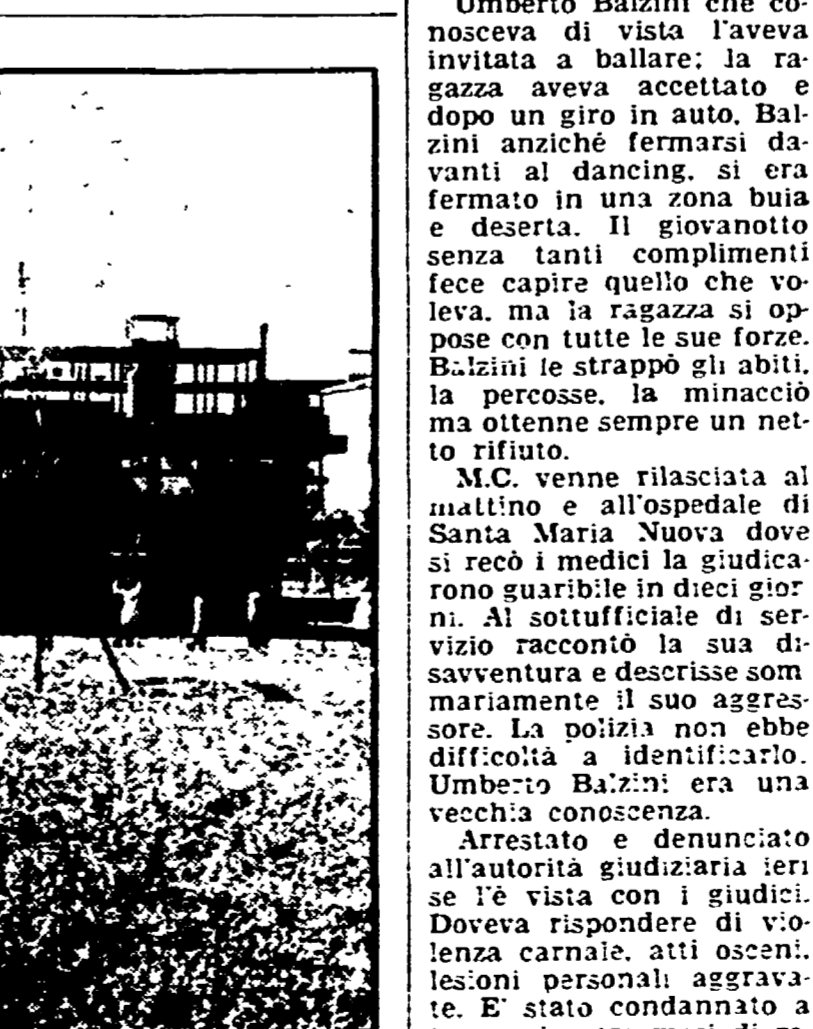 Umberto Balzini che co-
nosceva di vista l'aveva
invitata a ballare; la ra-
gazza aveva accettato e
dopo un giro in auto, Bal-
zini anziché fermarsi da-
vanti al dancing, si era
fermato in una zona buia
e deserta. Il giovanotto
senza tanti complimenti
fece capire quello che vo-
leva, ma la ragazza si op-
pose con tutte le sue forze.
Balzini le strappò gli abiti,
la percosse, la minacciò
ma ottenne sempre un net-
to rifiuto.
M.C. venne rilasciata al
mattino e all'ospedale di
Santa Maria Nuova dove
si recò i medici la giudica-
rono guaribile in dieci gior
ni. Al sottufficiale di ser-
vizio raccontò la sua di-
savventura e descrisse som
mariamente il suo aggres-
sore. La polizia non ebbe
difficoltà a identificarlo.
Umberto Balzini era una
vecchia conoscenza.
Arrestato e denunciato
all'autorità giudiziaria ieri
se l'è vista con i giudici.
Doveva rispondere di vio-
lenza carnale, atti osceni,
lesioni personali aggrava-
te. E' stato condannato a